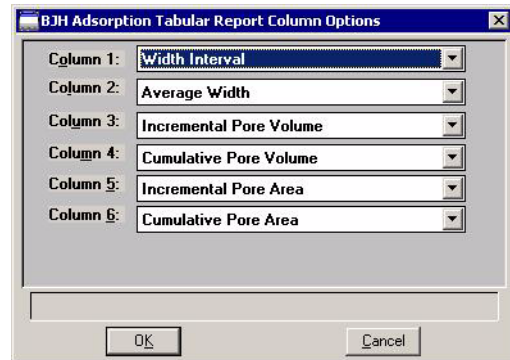 BJH Adsorption Tabular Report Column Options
Column 1: Width Interval
Column 2: Average Width
Column 3: Incremental Pore Volume
Column 4: Cumulative Pore Volume
Column 5: Incremental Pore Area
Column 6: Cumulative Pore Area
OK Cancel